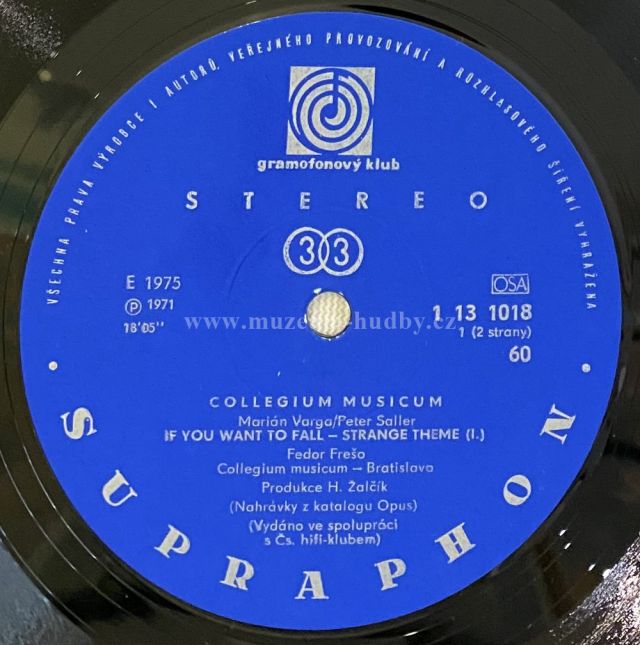 VŠECHNA PRAVA VÝROBCE I AUTORŮ, VEŘEJNÉHO PROVOZOVÁNÍ A ROZHLASOVÉHO ŠÍŘENÍ VYHRAŽENA
gramofonový klub
STEREO
33
E 1975
Ⓟ 1971
18'05''
OSA
1 13 1018
1 (2 strany)
60
www.muzeum-hudby.cz
COLLEGIUM MUSICUM
Marián Varga/Peter Saller
IF YOU WANT TO FALL – STRANGE THEME (I.)
Fedor Frešo
Collegium musicum – Bratislava
Produkce H. Žalčík
(Nahrávky z katalogu Opus)
(Vydáno ve spolupráci
s Čs. hifi-klubem)
• SUPRAPHON •